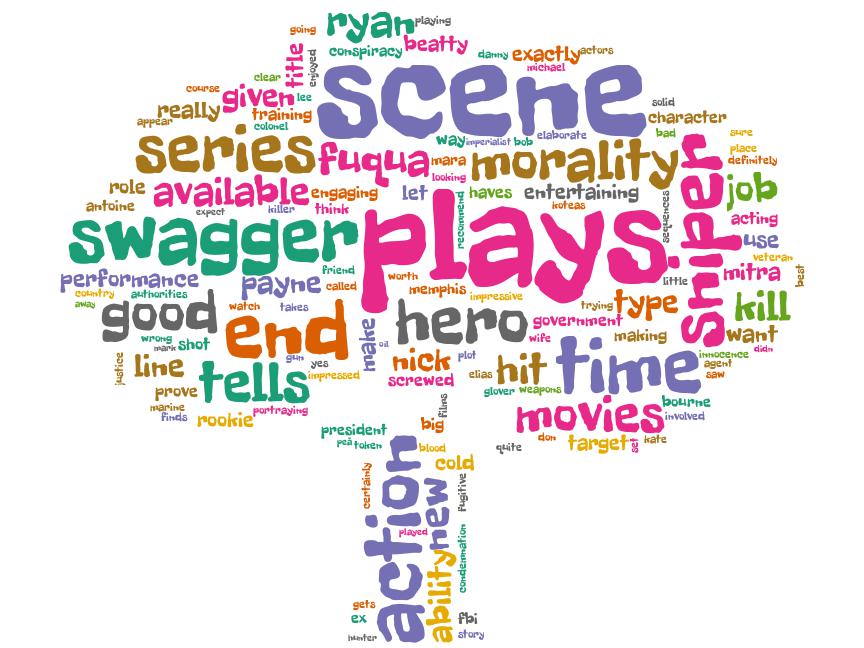 going
ryan
playing
conspiracy
beatty
danny
exactly
actors
michael
title
enjoyed
clear
course
given
lee
scene
solid
really
training
character
appear
colonel
bad
sure
series
fuqua
way
imperialist
bob
elaborate
morality
place
mara
definitely
looking
sniper
role
available
engaging
let
haves
entertaining
job
antoine
expect
killer
think
koteas
recommend
sequences
acting
swagger
plays
use
veteran
friend
performance
payne
called
worth
little
mitra
best
country
authorities
memphis
impressive
away
good
watch
takes
trying
type
kill
end
hero
government
want
wrong
mark
shot
make
wife
making
didn
gun
yes
oil
nick
plot
time
innocence
justice
line
tells
impressed
screwed
elias
hit
agent
saw
prove
glover
weapons
marine
finds
portraying
films
movies
bourne
involved
rookie
president
big
don
target
set
kate
peä
token
blood
quite
cold
action
new
certainly
fugitive
played
condemnation
ability
gets
ex
fbi
hunter
story